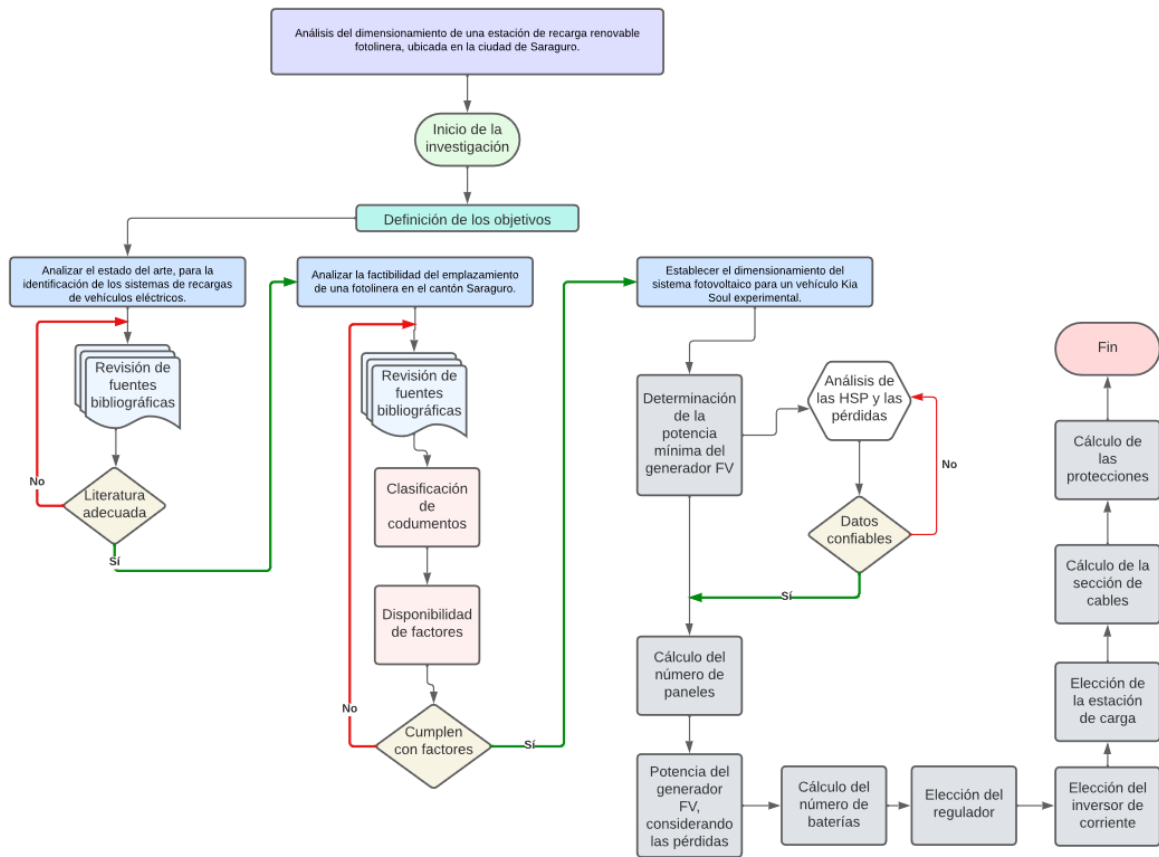 Análisis del dimensionamiento de una estación de recarga renovable
fotolinera, ubicada en la ciudad de Saraguro.
Inicio de la
investigación
Definición de los objetivos
Analizar el estado del arte, para la
identificación de los sistemas de recargas
de vehículos eléctricos.
Revisión de
fuentes
bibliográficas
Literatura
adecuada
No
Sí
Analizar la factibilidad del emplazamiento
de una fotolinera en el cantón Saraguro.
Revisión de
fuentes
bibliográficas
Clasificación
de
codumentos
Disponibilidad
de factores
Cumplen
con factores
No
Sí
Establecer el dimensionamiento del
sistema fotovoltaico para un vehículo Kia
Soul experimental.
Determinación
de la
potencia
mínima del
generador FV
Análisis de
las HSP y las
pérdidas
Datos
confiables
No
Sí
Cálculo del
número de
paneles
Potencia del
generador
FV,
considerando
las pérdidas
Cálculo del
número de
baterías
Elección del
regulador
Elección del
inversor de
corriente
Elección de
la estación
de carga
Cálculo de la
sección de
cables
Cálculo de
las
protecciones
Fin